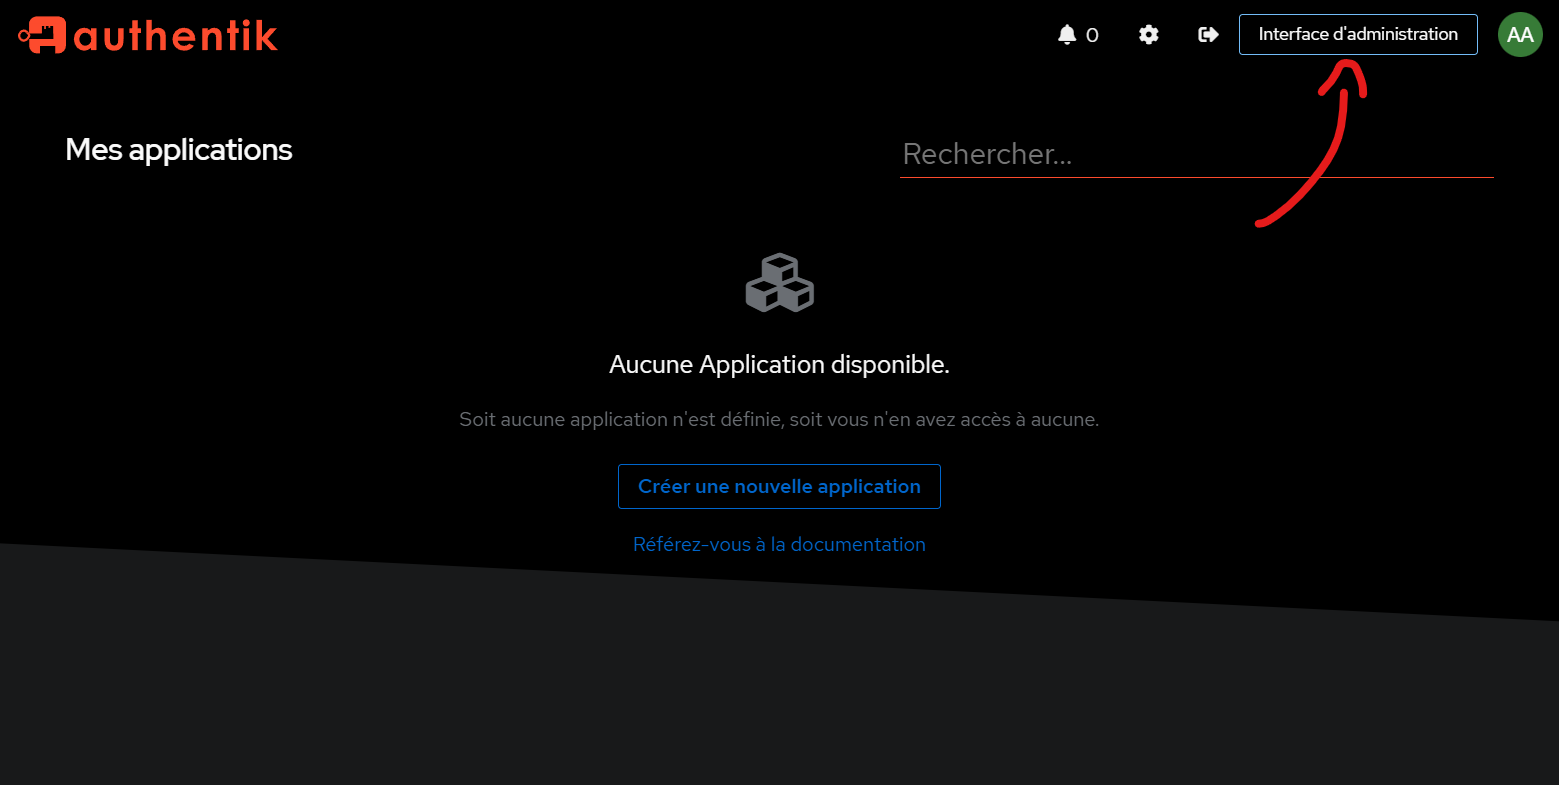 authentik
0
Interface d'administration
AA
Mes applications
Rechercher...
Aucune Application disponible.
Soit aucune application n'est définie, soit vous n'en avez accès à aucune.
Créer une nouvelle application
Référez-vous à la documentation